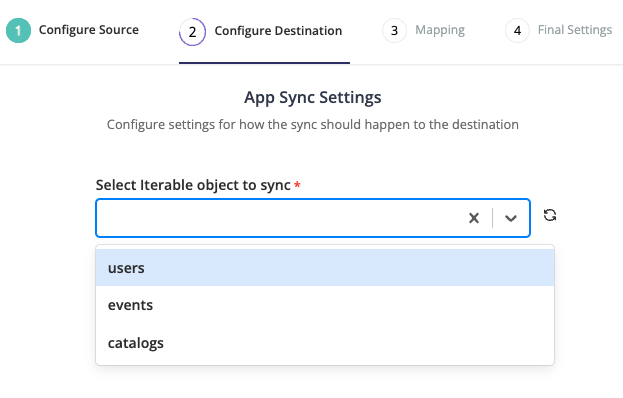 1 Configure Source 2 Configure Destination 3 Mapping 4 Final Settings
App Sync Settings
Configure settings for how the sync should happen to the destination
Select Iterable object to sync *
users
events
catalogs